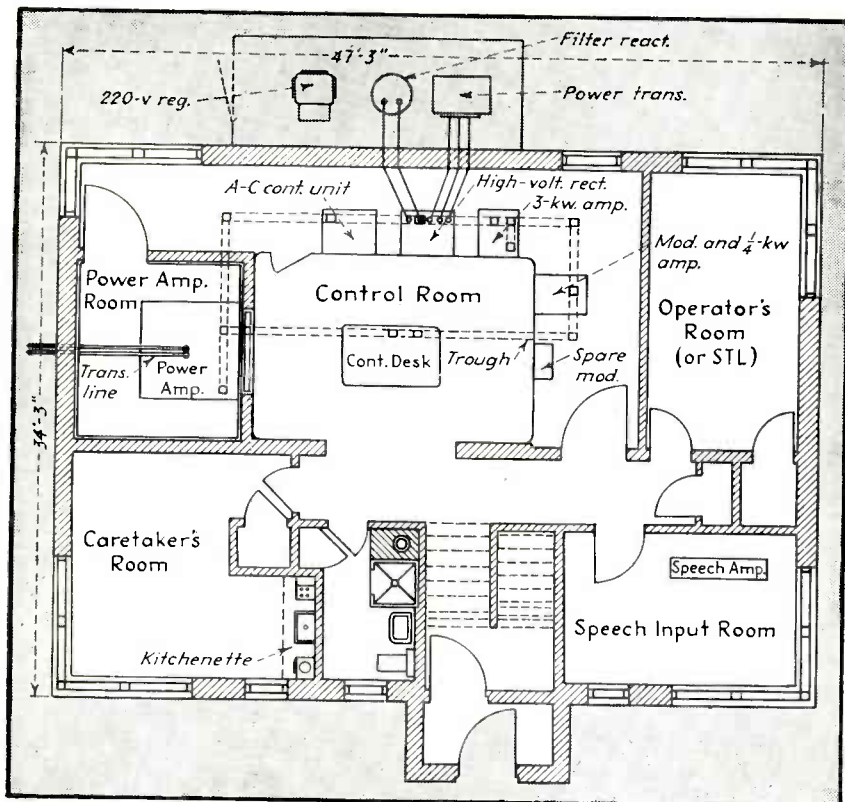 47'-3"
Filter react.
220-v reg.
Power trans.
A-C cont. unit
High-volt. rect.
3-kw. amp.
Mod. and 1/4-kw
amp.
Power Amp.
Room
Control Room
Operator's
Room
(or STL)
Cont. Desk
Trough
Spare
mod.
Trans.
line
Power
Amp.
34'-3"
Caretaker's
Room
Kitchenette
Speech Amp.
Speech Input Room